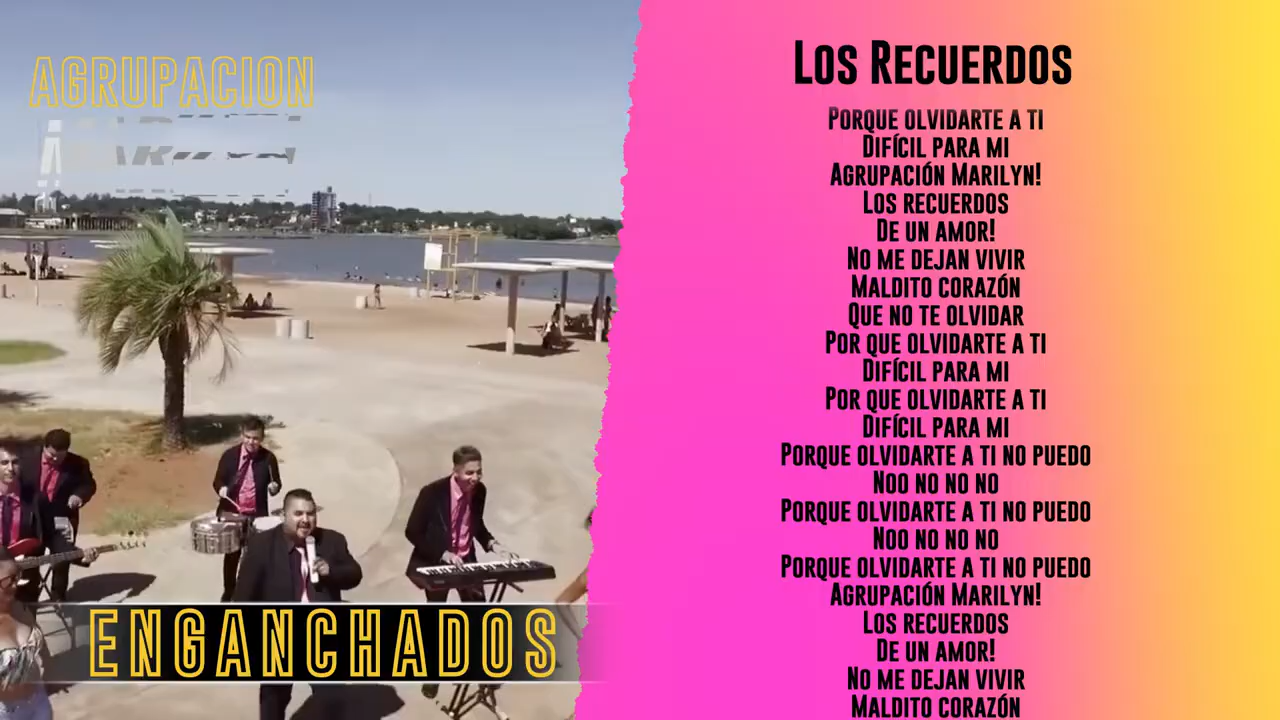 AGRUPACION
ENGANCHADOS
LOS RECUERDOS
PORQUE OLVIDARTE A TI
DIFÍCIL PARA MI
AGRUPACIÓN MARILYN!
LOS RECUERDOS
DE UN AMOR!
NO ME DEJAN VIVIR
MALDITO CORAZÓN
QUE NO TE OLVIDAR
POR QUE OLVIDARTE A TI
DIFÍCIL PARA MI
POR QUE OLVIDARTE A TI
DIFÍCIL PARA MI
PORQUE OLVIDARTE A TI NO PUEDO
NOO NO NO NO
PORQUE OLVIDARTE A TI NO PUEDO
NOO NO NO NO
PORQUE OLVIDARTE A TI NO PUEDO
AGRUPACIÓN MARILYN!
LOS RECUERDOS
DE UN AMOR!
NO ME DEJAN VIVIR
MALDITO CORAZÓN